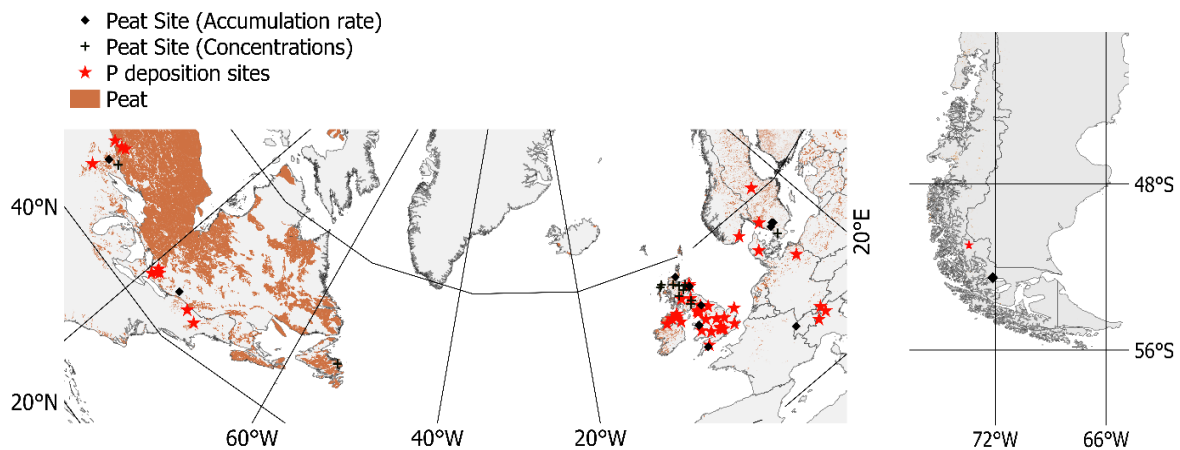 Peat Site (Accumulation rate)
Peat Site (Concentrations)
P deposition sites
Peat
40°N
20°N
60°W
40°W
20°W
20°E
48°S
56°S
72°W
66°W